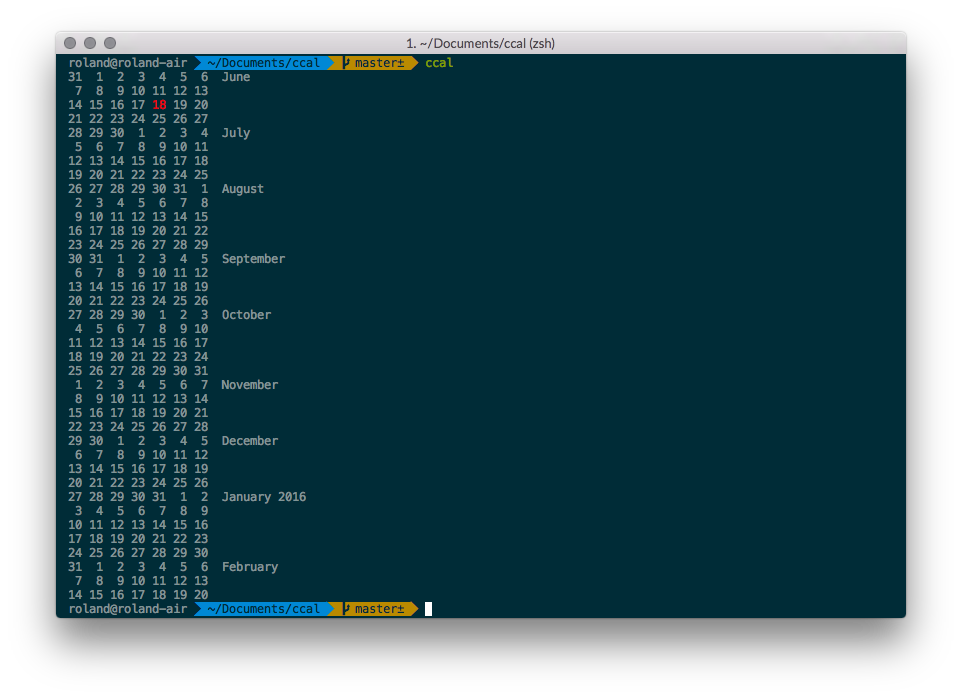 1. ~/Documents/ccal (zsh)
roland@roland-air ~/Documents/ccal master± ccal
31  1  2  3  4  5  6  June
 7  8  9 10 11 12 13
14 15 16 17 18 19 20
21 22 23 24 25 26 27
28 29 30  1  2  3  4  July
 5  6  7  8  9 10 11
12 13 14 15 16 17 18
19 20 21 22 23 24 25
26 27 28 29 30 31  1  August
 2  3  4  5  6  7  8
 9 10 11 12 13 14 15
16 17 18 19 20 21 22
23 24 25 26 27 28 29
30 31  1  2  3  4  5  September
 6  7  8  9 10 11 12
13 14 15 16 17 18 19
20 21 22 23 24 25 26
27 28 29 30  1  2  3  October
 4  5  6  7  8  9 10
11 12 13 14 15 16 17
18 19 20 21 22 23 24
25 26 27 28 29 30 31
 1  2  3  4  5  6  7  November
 8  9 10 11 12 13 14
15 16 17 18 19 20 21
22 23 24 25 26 27 28
29 30  1  2  3  4  5  December
 6  7  8  9 10 11 12
13 14 15 16 17 18 19
20 21 22 23 24 25 26
27 28 29 30 31  1  2  January 2016
 3  4  5  6  7  8  9
10 11 12 13 14 15 16
17 18 19 20 21 22 23
24 25 26 27 28 29 30
31  1  2  3  4  5  6  February
 7  8  9 10 11 12 13
14 15 16 17 18 19 20
roland@roland-air ~/Documents/ccal master±